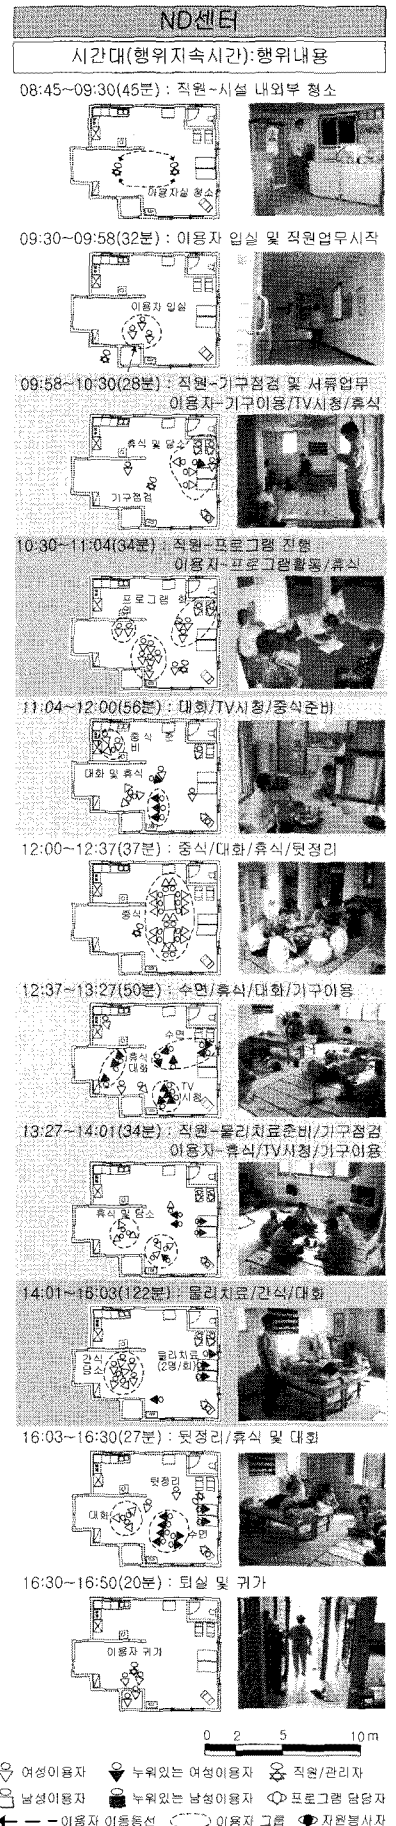 ND센터
시간대(행위지속시간):행위내용
08:45~09:30(45분) : 직원-시설 내외부 청소
이용자실 청소
09:30~09:58(32분) : 이용자 입실 및 직원업무시작
이용자 입실
09:58~10:30(28분) : 직원-기구점검 및 서류업무
이용자-기구이용/TV시청/휴식
휴식 및 담소
기구점검
10:30~11:04(34분) : 직원-프로그램 진행
이용자-프로그램활동/휴식
프로그램
11:04~12:00(56분) : 대화/TV시청/중식준비
중식 준
비
대화 및 휴식
12:00~12:37(37분) : 중식/대화/휴식/뒷정리
중식
12:37~13:27(50분) : 수면/휴식/대화/기구이용
수면
휴식
대화
TV
시청
13:27~14:01(34분) : 직원-물리치료준비/기구점검
이용자-휴식/TV시청/기구이용
휴식 및 담소
14:01~16:03(122분) : 물리치료/간식/대화
간식
담소
물리치료
(2명/회)
16:03~16:30(27분) : 뒷정리/휴식 및 대화
뒷정리
대화
수면
16:30~16:50(20분) : 퇴실 및 귀가
이용자 귀가
0 2 5 10m
여성이용자 누워있는 여성이용자 직원/관리자
남성이용자 누워있는 남성이용자 프로그램 담당자
이용자 이동동선 이용자 그룹 자원봉사자